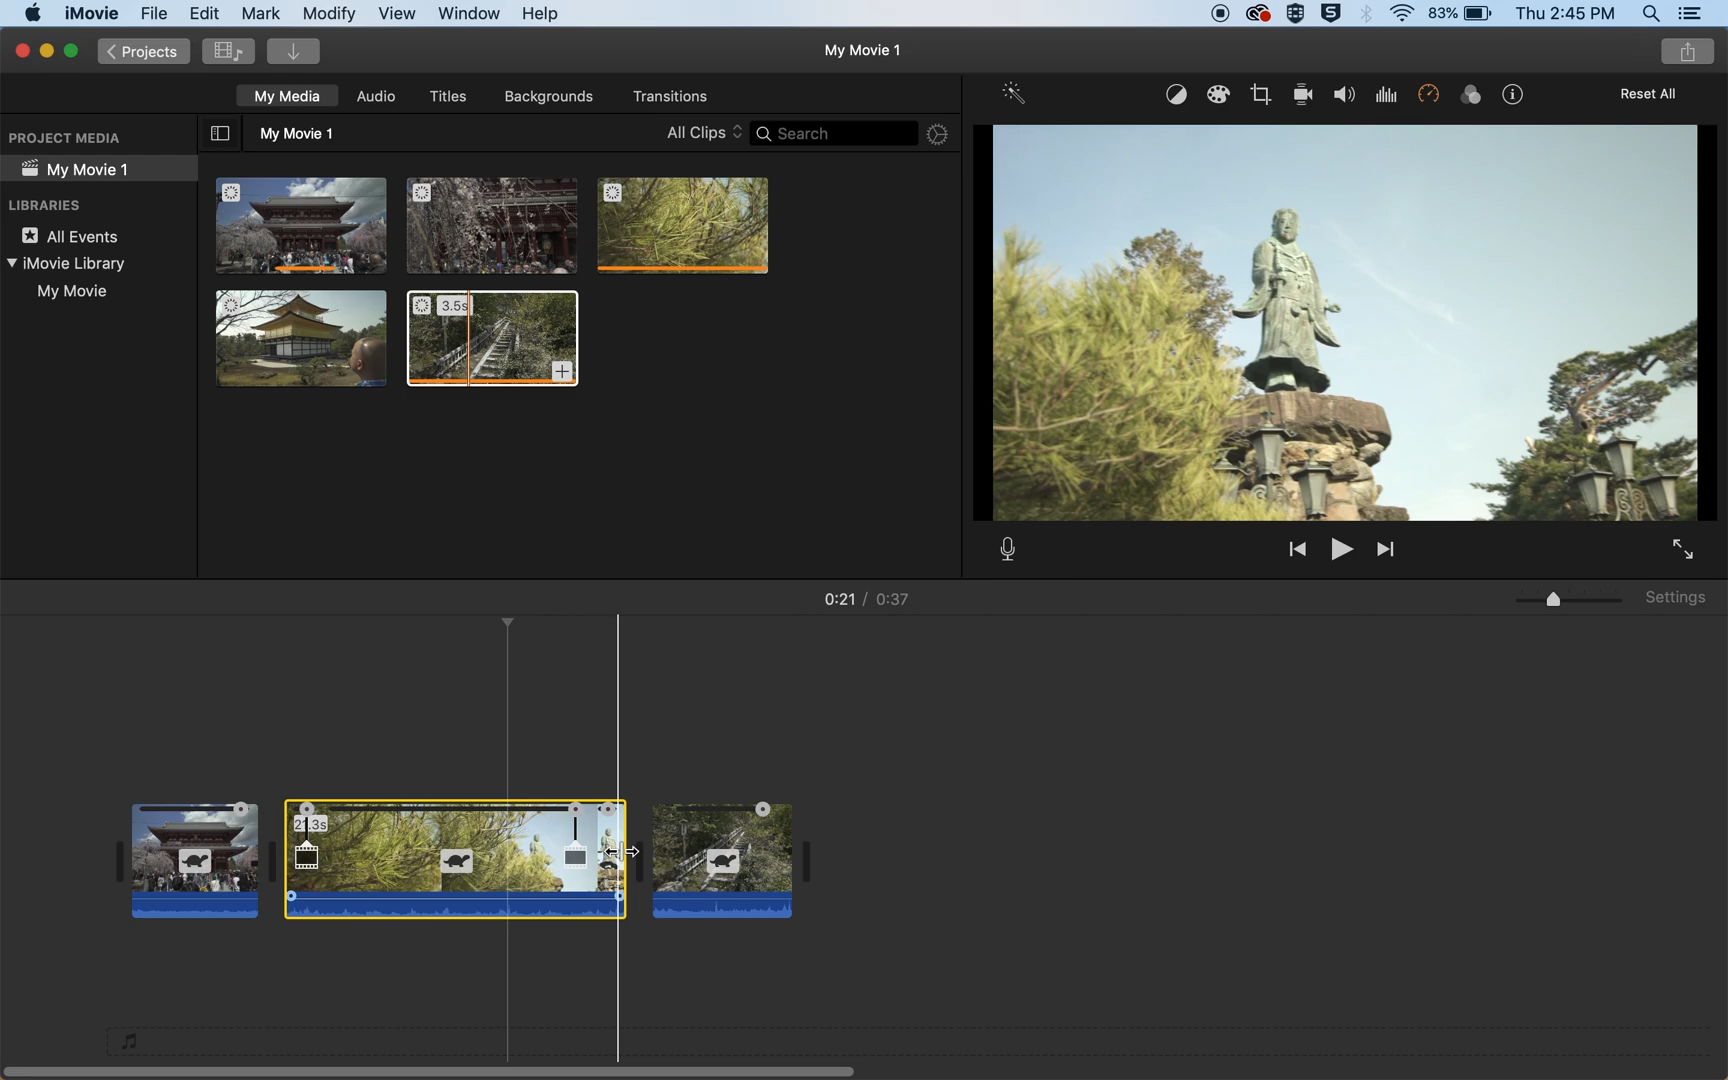 iMovie File Edit Mark Modify View Window Help 83% Thu 2:45 PM
Projects My Movie 1
My Media Audio Titles Backgrounds Transitions Reset All
PROJECT MEDIA My Movie 1 All Clips Search
My Movie 1
LIBRARIES
All Events
iMovie Library
My Movie
3.5s
0:21 / 0:37 Settings